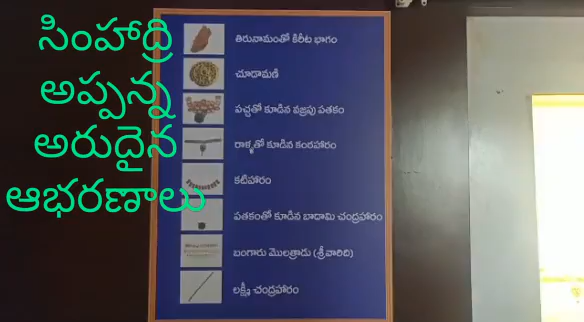 సింహాద్రి
అప్పన్న
అరుదైన
ఆభరణాలు
తిరునామంతో కిరీట భాగం
చూడామణి
పచ్చతో కూడిన వజ్రపు పతకం
రాళ్ళతో కూడిన కంఠహారం
కటిహారం
పతకంతో కూడిన బాదామి చంద్రహారం
బంగారు మొలత్రాడు (శ్రీవారిది)
లక్ష్మీ చంద్రహారం